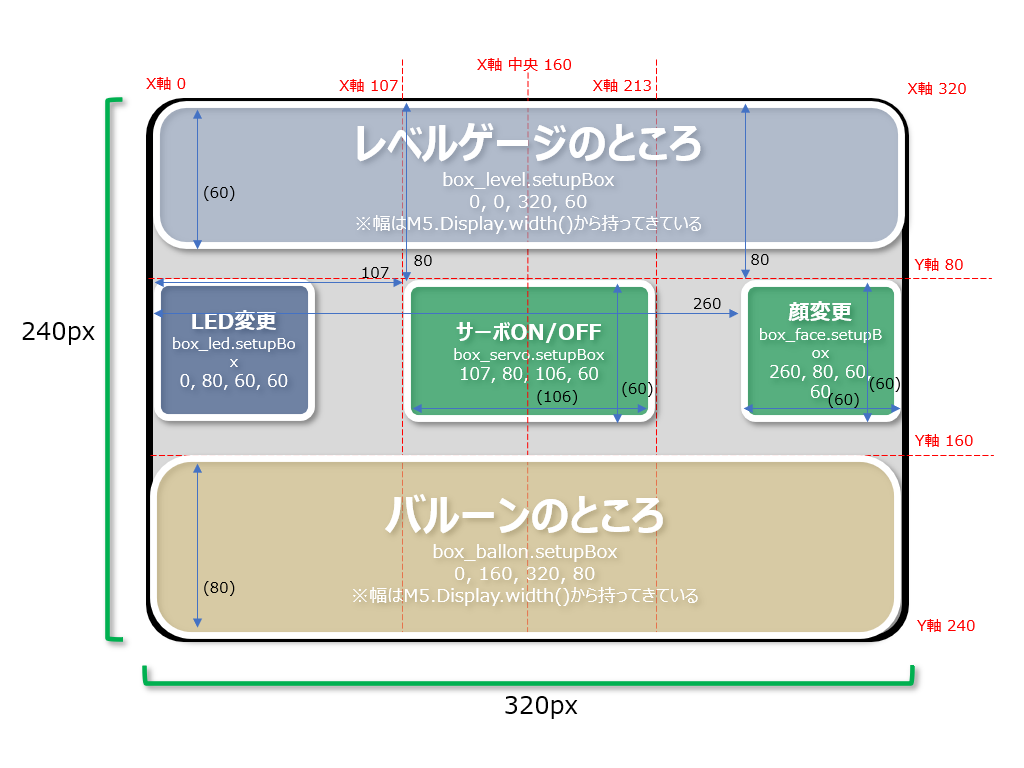 X軸 中央 160
X軸 0
X軸 107
X軸 213
X軸 320
レベルゲージのところ
box_level.setupBox
0, 0, 320, 60
※幅はM5.Display.width()から持ってきている
(60)
80
80
Y軸 80
107
260
240px
LED変更
box_led.setupBo
x
0, 80, 60, 60
サーボON/OFF
box_servo.setupBox
107, 80, 106, 60
(106)
(60)
顔変更
box_face.setupB
ox
260, 80, 60,
60
(60)
(60)
Y軸 160
バルーンのところ
box_ballon.setupBox
0, 160, 320, 80
※幅はM5.Display.width()から持ってきている
(80)
Y軸 240
320px